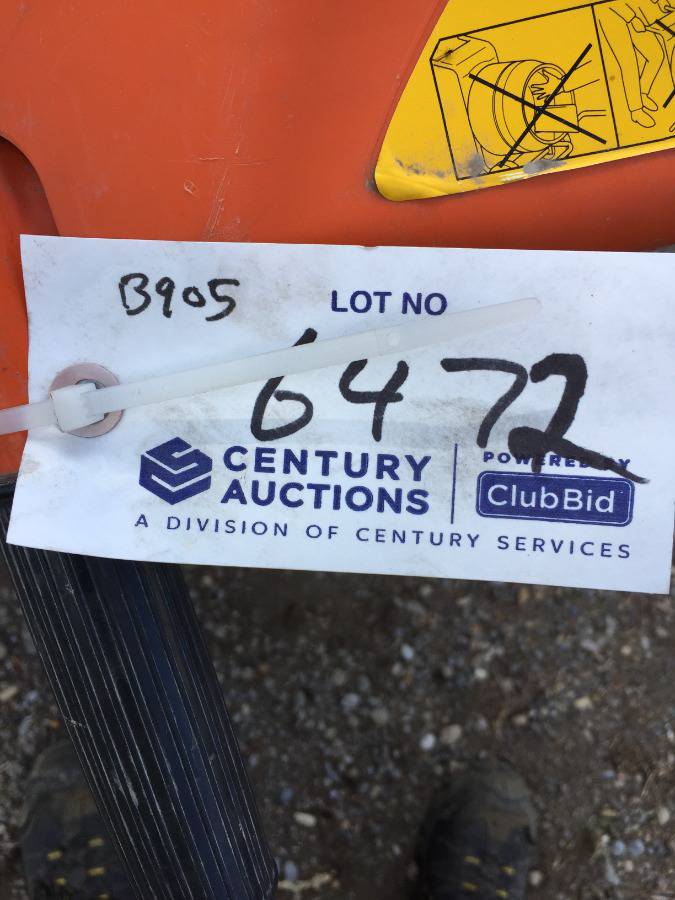 B905
LOT NO
6472
CENTURY
AUCTIONS
POWERED BY
ClubBid
A DIVISION OF CENTURY SERVICES